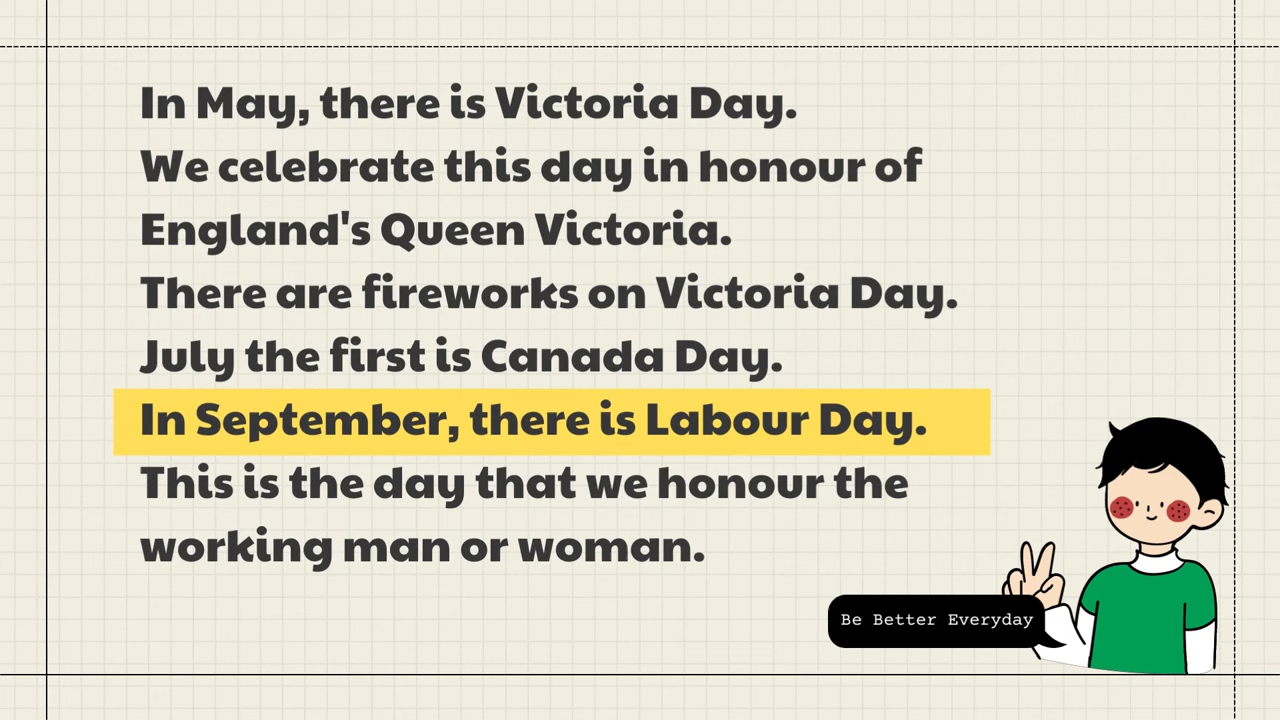 In May, there is Victoria Day.
We celebrate this day in honour of
England's Queen Victoria.
There are fireworks on Victoria Day.
July the first is Canada Day.
In September, there is Labour Day.
This is the day that we honour the
working man or woman.
Be Better Everyday